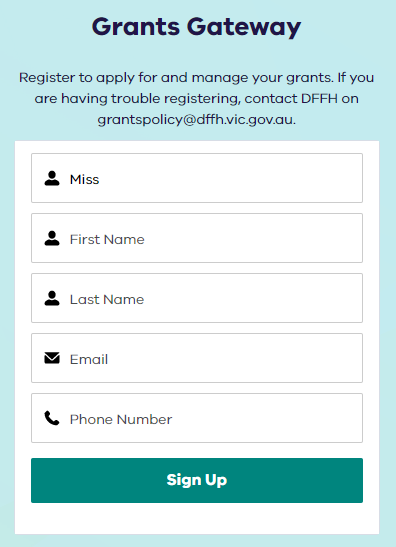 Grants Gateway
Register to apply for and manage your grants. If you
are having trouble registering, contact DFFH on
grantspolicy@dffh.vic.gov.au.
Miss
First Name
Last Name
Email
Phone Number
Sign Up